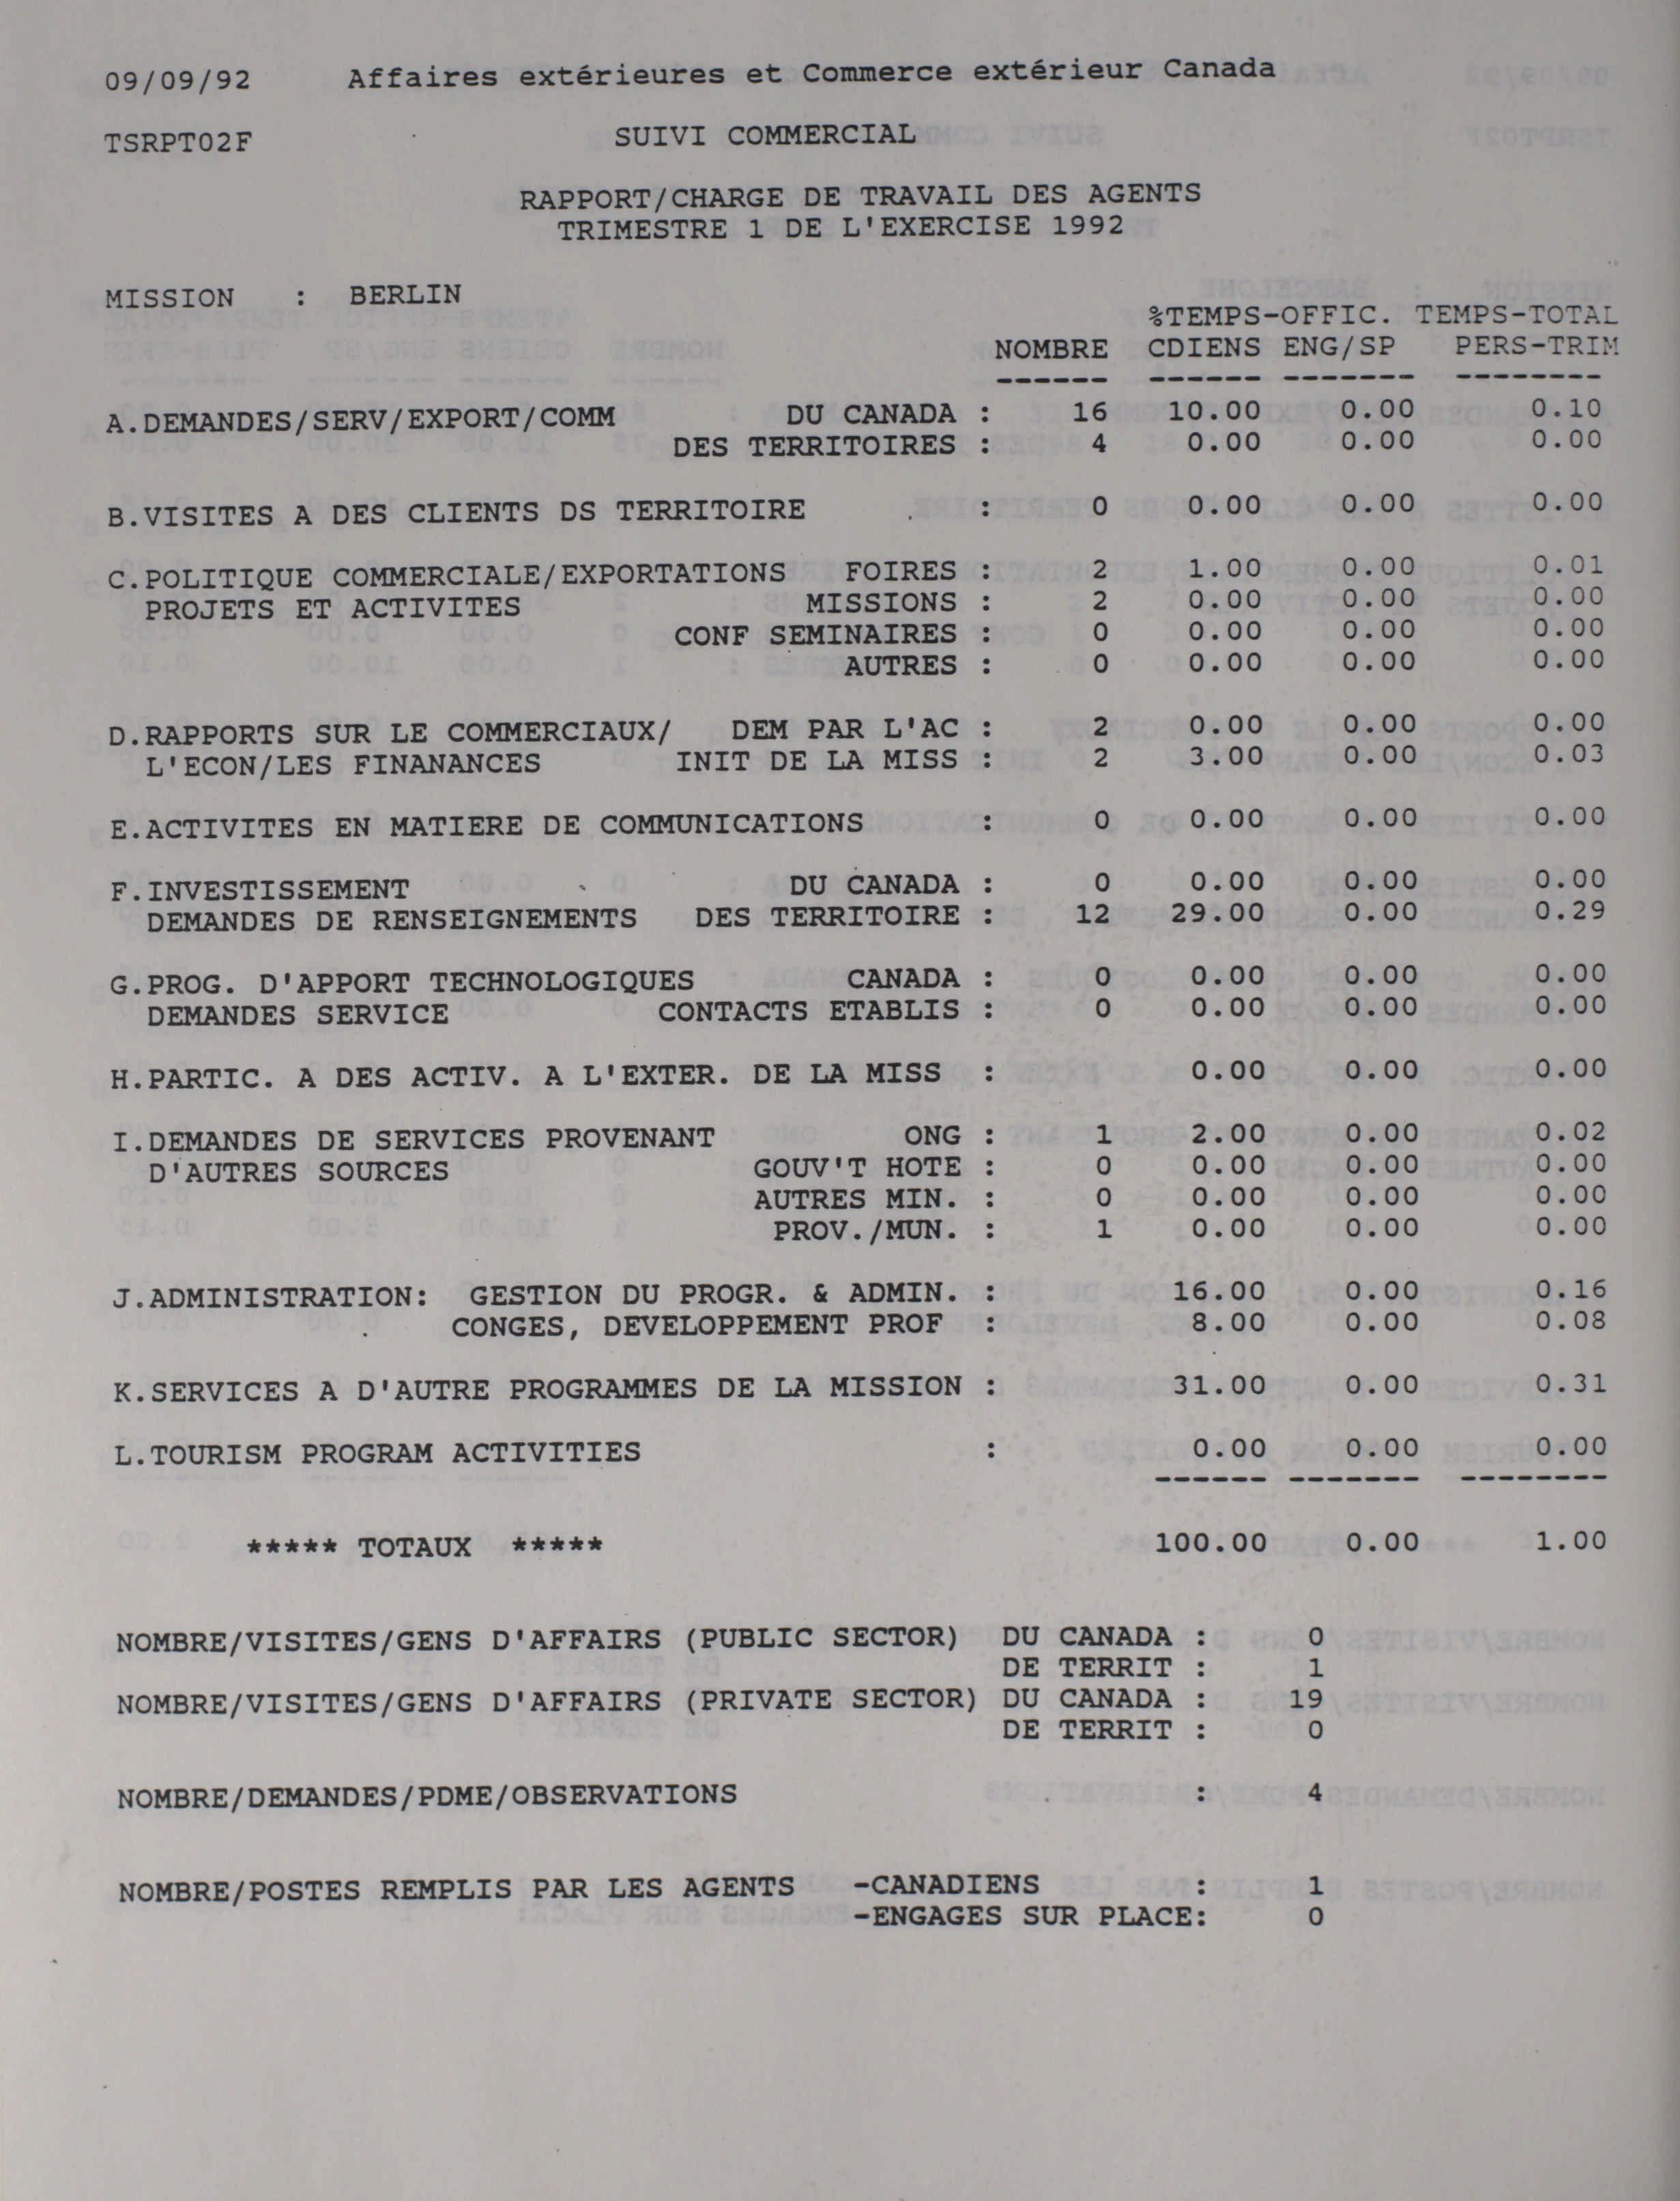 09/09/92 Affaires extérieures et Commerce extérieur Canada
TSRPT02F SUIVI COMMERCIAL
RAPPORT/CHARGE DE TRAVAIL DES AGENTS
TRIMESTRE 1 DE L'EXERCISE 1992
MISSION : BERLIN
%TEMPS-OFFIC. TEMPS-TOTAL
NOMBRE CDIENS ENG/SP PERS-TRIM
------ ------ ------- --------
A.DEMANDES/SERV/EXPORT/COMM DU CANADA : 16 10.00 0.00 0.10
DES TERRITOIRES : 4 0.00 0.00 0.00
B.VISITES A DES CLIENTS DS TERRITOIRE : 0 0.00 0.00 0.00
C.POLITIQUE COMMERCIALE/EXPORTATIONS FOIRES : 2 1.00 0.00 0.01
PROJETS ET ACTIVITES MISSIONS : 2 0.00 0.00 0.00
CONF SEMINAIRES : 0 0.00 0.00 0.00
AUTRES : 0 0.00 0.00 0.00
D.RAPPORTS SUR LE COMMERCIAUX/ DEM PAR L'AC : 2 0.00 0.00 0.00
L'ECON/LES FINANANCES INIT DE LA MISS : 2 3.00 0.00 0.03
E.ACTIVITES EN MATIERE DE COMMUNICATIONS : 0 0.00 0.00 0.00
F.INVESTISSEMENT DU CANADA : 0 0.00 0.00 0.00
DEMANDES DE RENSEIGNEMENTS DES TERRITOIRE : 12 29.00 0.00 0.29
G.PROG. D'APPORT TECHNOLOGIQUES CANADA : 0 0.00 0.00 0.00
DEMANDES SERVICE CONTACTS ETABLIS : 0 0.00 0.00 0.00
H.PARTIC. A DES ACTIV. A L'EXTER. DE LA MISS : 0.00 0.00 0.00
I.DEMANDES DE SERVICES PROVENANT ONG : 1 2.00 0.00 0.02
D'AUTRES SOURCES GOUV'T HOTE : 0 0.00 0.00 0.00
AUTRES MIN. : 0 0.00 0.00 0.00
PROV./MUN. : 1 0.00 0.00 0.00
J.ADMINISTRATION: GESTION DU PROGR. & ADMIN. : 16.00 0.00 0.16
CONGES, DEVELOPPEMENT PROF : 8.00 0.00 0.08
K.SERVICES A D'AUTRE PROGRAMMES DE LA MISSION : 31.00 0.00 0.31
L.TOURISM PROGRAM ACTIVITIES : 0.00 0.00 0.00
------ ------- --------
***** TOTAUX ***** 100.00 0.00 1.00
NOMBRE/VISITES/GENS D'AFFAIRS (PUBLIC SECTOR) DU CANADA : 0
DE TERRIT : 1
NOMBRE/VISITES/GENS D'AFFAIRS (PRIVATE SECTOR) DU CANADA : 19
DE TERRIT : 0
NOMBRE/DEMANDES/PDME/OBSERVATIONS : 4
NOMBRE/POSTES REMPLIS PAR LES AGENTS -CANADIENS : 1
-ENGAGES SUR PLACE: 0